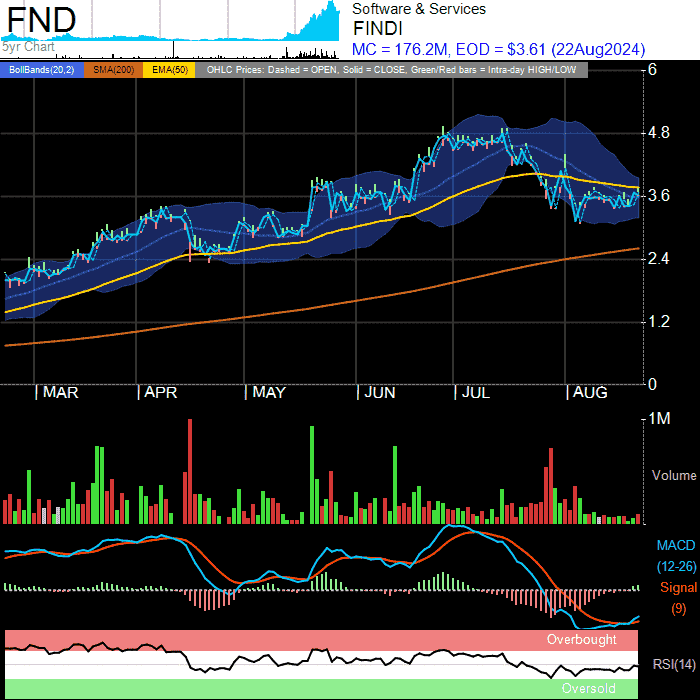 FND
5yr Chart
Software & Services
FINDI
MC = 176.2M, EOD = $3.61 (22Aug2024)
BollBands(20,2) SMA(200) EMA(50) OHLC Prices: Dashed = OPEN, Solid = CLOSE, Green/Red bars = Intra-day HIGH/LOW
6
4.8
3.6
2.4
1.2
0
| MAR | APR | MAY | JUN | JUL | AUG
1M
Volume
MACD
(12-26)
Signal
(9)
Overbought
RSI(14)
Oversold